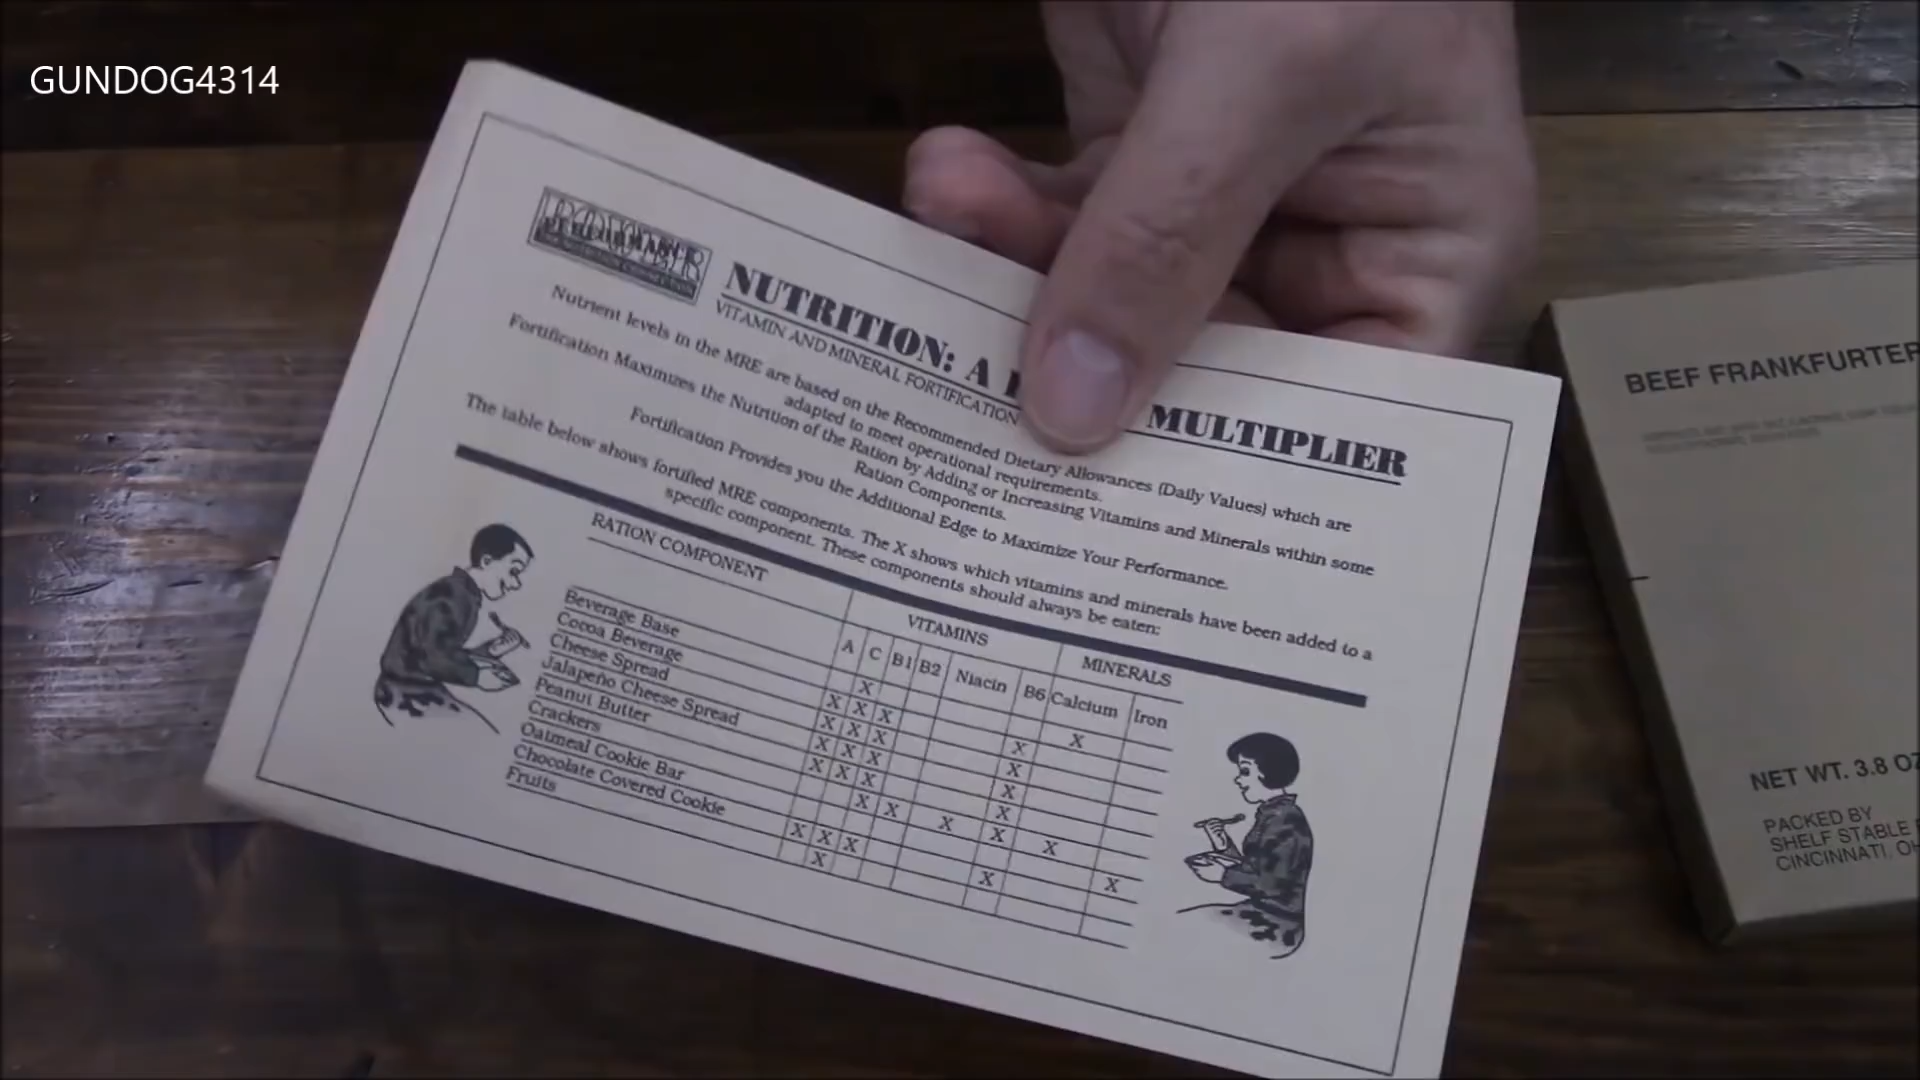 GUNDOG4314
NUTRITION: A MULTIPLIER
VITAMIN AND MINERAL FORTIFICATION
Nutrient levels in the MRE are based on the Recommended Dietary Allowances (Daily Values) which are
adapted to meet operational requirements.
Fortification Maximizes the Nutrition of the Ration by Adding or Increasing Vitamins and Minerals within some
Ration Components.
Fortification Provides you the Additional Edge to Maximize Your Performance.
The table below shows fortified MRE components. The X shows which vitamins and minerals have been added to a
specific component. These components should always be eaten:
RATION COMPONENT VITAMINS MINERALS
A C B1 B2 Niacin B6 Calcium Iron
Beverage Base X
Cocoa Beverage X X X X X
Cheese Spread X X X X
Jalapeño Cheese Spread X X X X
Peanut Butter X X X X
Crackers X X X X X
Oatmeal Cookie Bar
Chocolate Covered Cookie X X X X X
Fruits X
BEEF FRANKFURTER
NET WT. 3.8 OZ
PACKED BY
SHELF STABLE
CINCINNATI, OH